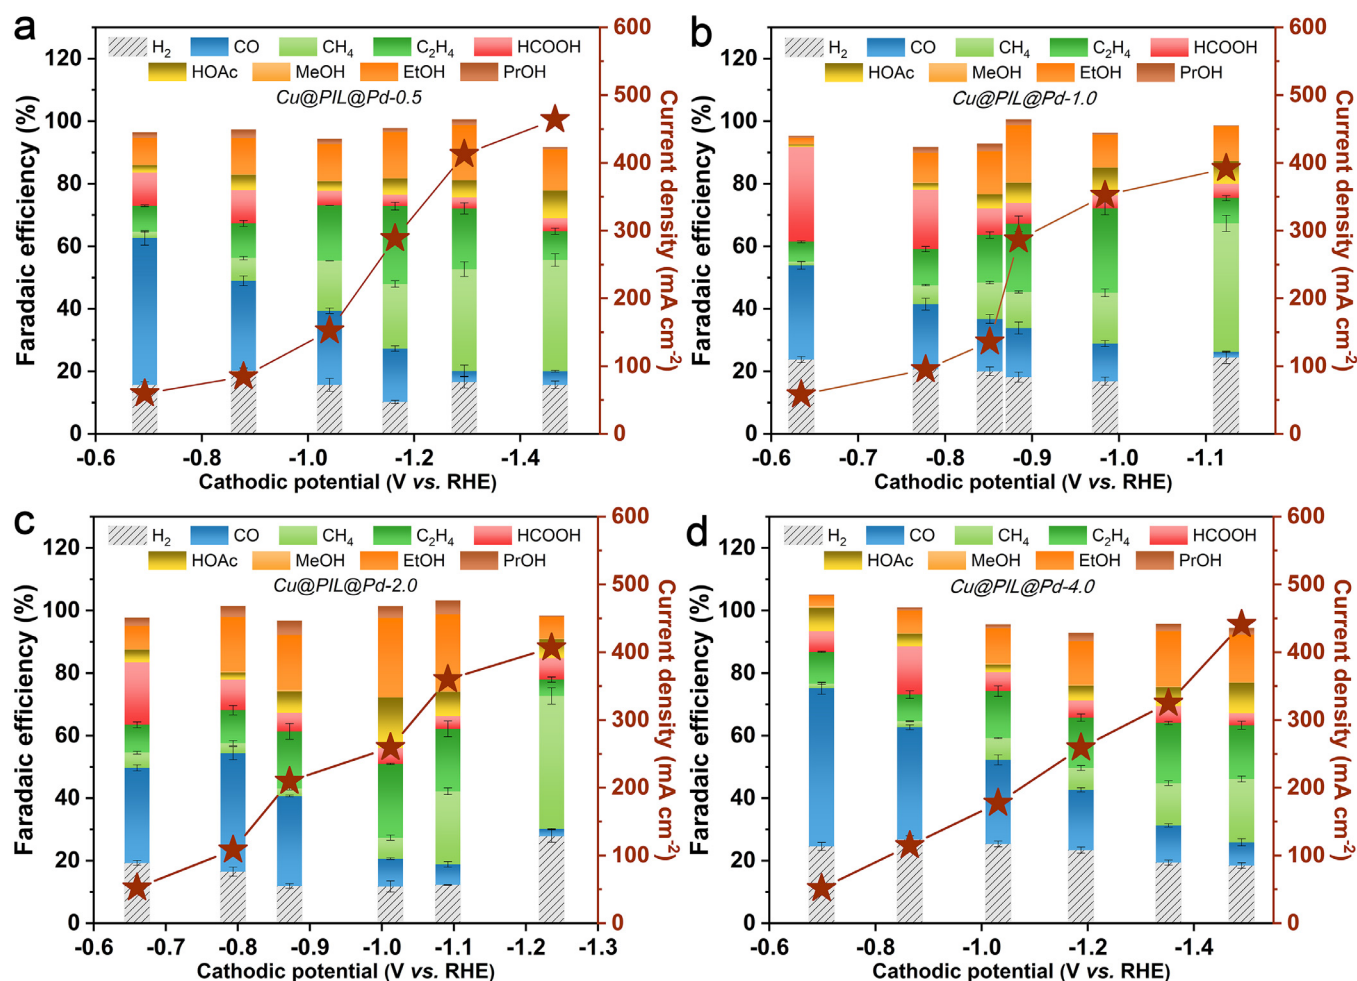 a
H₂ CO CH₄ C₂H₄ HCOOH
HOAc MeOH EtOH PrOH
Cu@PIL@Pd-0.5
Faradaic efficiency (%)
0 20 40 60 80 100 120
-0.6 -0.8 -1.0 -1.2 -1.4
Cathodic potential (V vs. RHE)
0 100 200 300 400 500 600
Current density (mA cm⁻²)
b
H₂ CO CH₄ C₂H₄ HCOOH
HOAc MeOH EtOH PrOH
Cu@PIL@Pd-1.0
Faradaic efficiency (%)
0 20 40 60 80 100 120
-0.6 -0.7 -0.8 -0.9 -1.0 -1.1
Cathodic potential (V vs. RHE)
0 100 200 300 400 500 600
Current density (mA cm⁻²)
c
H₂ CO CH₄ C₂H₄ HCOOH
HOAc MeOH EtOH PrOH
Cu@PIL@Pd-2.0
Faradaic efficiency (%)
0 20 40 60 80 100 120
-0.6 -0.7 -0.8 -0.9 -1.0 -1.1 -1.2 -1.3
Cathodic potential (V vs. RHE)
0 100 200 300 400 500 600
Current density (mA cm⁻²)
d
H₂ CO CH₄ C₂H₄ HCOOH
HOAc MeOH EtOH PrOH
Cu@PIL@Pd-4.0
Faradaic efficiency (%)
0 20 40 60 80 100 120
-0.6 -0.8 -1.0 -1.2 -1.4
Cathodic potential (V vs. RHE)
0 100 200 300 400 500 600
Current density (mA cm⁻²)